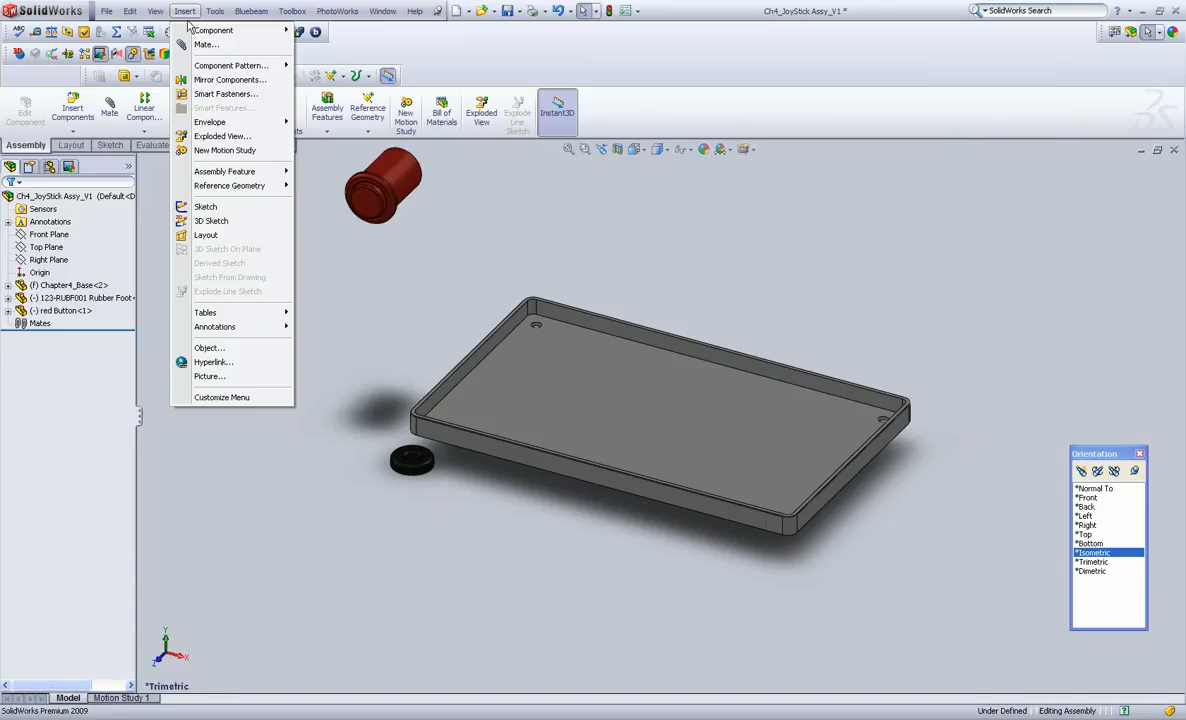 SolidWorks File Edit View Insert Tools Bluebeam Toolbox PhotoWorks Window Help Ch4_JoyStick Assy_V1 * SolidWorks Search
Component
Mate...
Component Pattern...
Mirror Components...
Smart Fasteners...
Smart Features...
Envelope
Exploded View...
New Motion Study
Assembly Feature
Reference Geometry
Sketch
3D Sketch
Layout
3D Sketch On Plane
Derived Sketch
Sketch From Drawing
Explode Line Sketch
Tables
Annotations
Object...
Hyperlink...
Picture...
Customize Menu
Edit Component
Insert Components
Mate
Linear Compon...
Assembly Features
Reference Geometry
New Motion Study
Bill of Materials
Exploded View
Explode Line Sketch
Instant3D
Assembly Layout Sketch Evaluate
Ch4_JoyStick Assy_V1 (Default<D
Sensors
Annotations
Front Plane
Top Plane
Right Plane
Origin
(f) Chapter4_Base<2>
(-) 123-RUBF001 Rubber Foot<
(-) red Button<1>
Mates
Orientation
*Normal To
*Front
*Back
*Left
*Right
*Top
*Bottom
*Isometric
*Trimetric
*Dimetric
Y
X
Z
*Trimetric
Model Motion Study 1
SolidWorks Premium 2009 Under Defined Editing Assembly